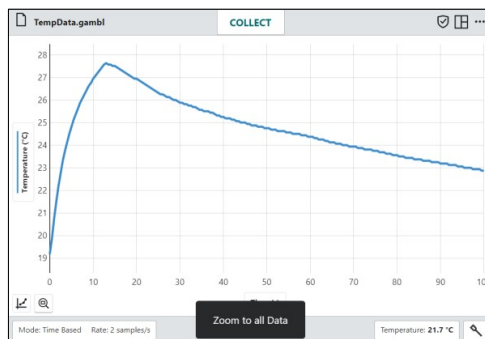 TempData.gambl
COLLECT
Temperature (°C)
28
27
26
25
24
23
22
21
20
19
0 10 20 30 40 50 60 70 80 90 100
Zoom to all Data
Mode: Time Based Rate: 2 samples/s
Temperature: 21.7 °C